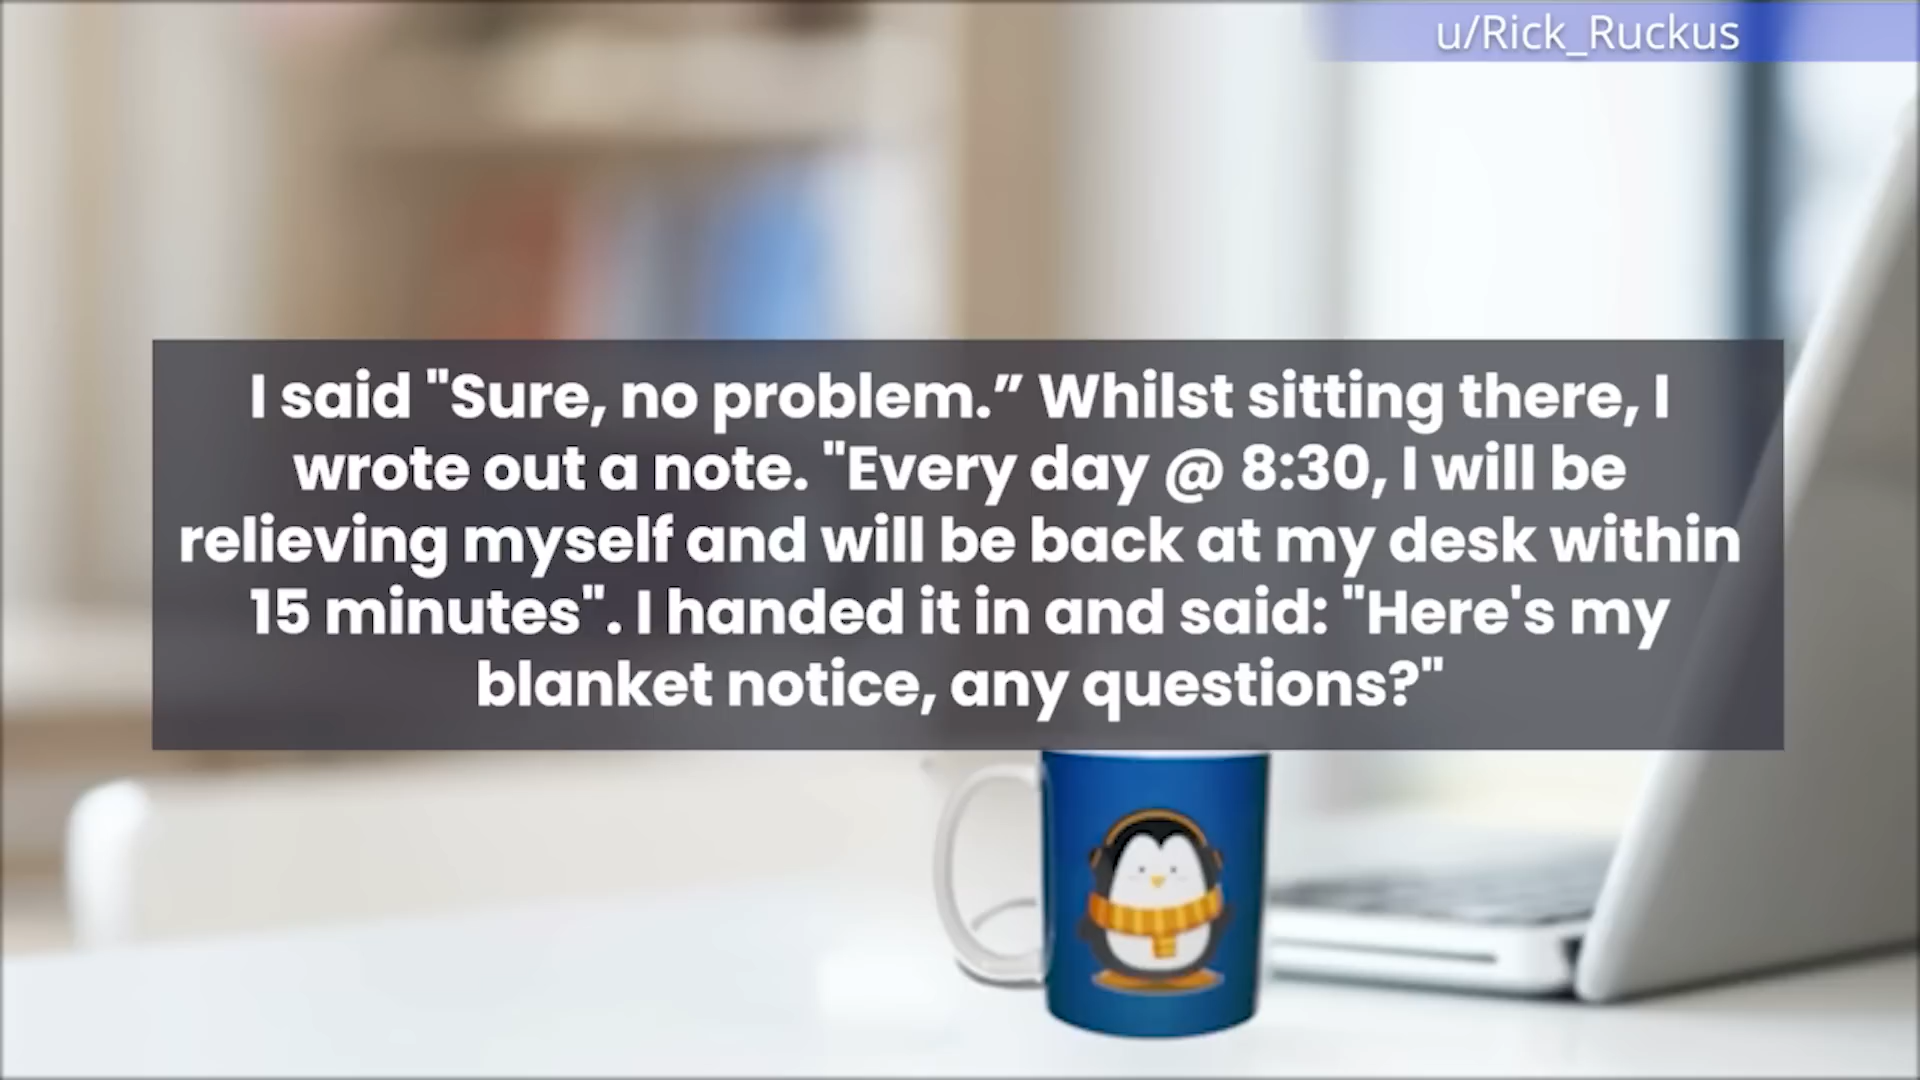 u/Rick_Ruckus
I said "Sure, no problem.” Whilst sitting there, I
wrote out a note. "Every day @ 8:30, I will be
relieving myself and will be back at my desk within
15 minutes". I handed it in and said: "Here's my
blanket notice, any questions?"